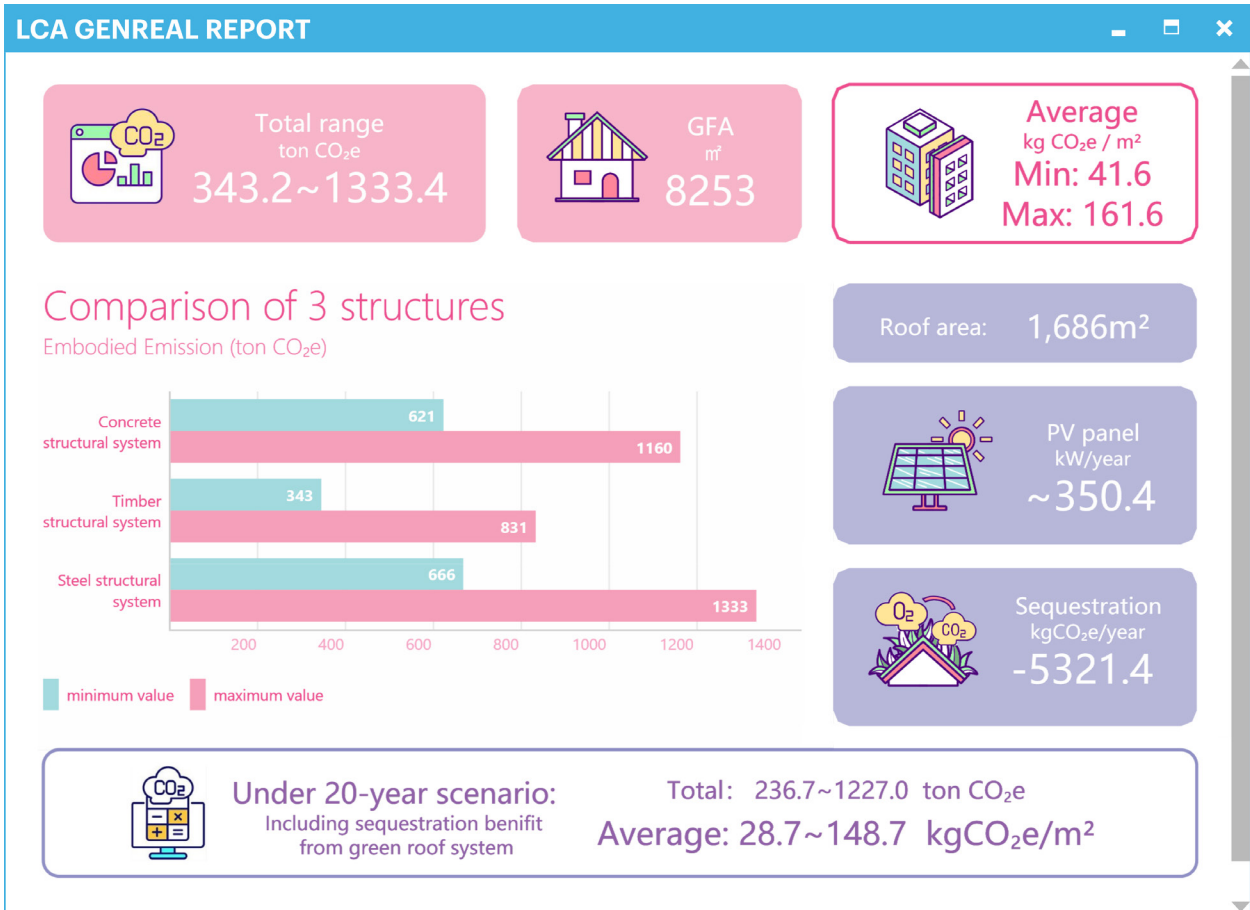 LCA GENREAL REPORT
CO₂
Total range
ton CO₂e
343.2~1333.4
GFA
㎡
8253
Average
kg CO₂e / m²
Min: 41.6
Max: 161.6
Comparison of 3 structures
Embodied Emission (ton CO₂e)
Concrete
structural system
621
1160
Timber
structural system
343
831
Steel structural
system
666
1333
200 400 600 800 1000 1200 1400
minimum value maximum value
Roof area: 1,686m²
PV panel
kW/year
~350.4
O₂
CO₂
Sequestration
kgCO₂e/year
-5321.4
CO₂
Under 20-year scenario:
Including sequestration benifit
from green roof system
Total: 236.7~1227.0 ton CO₂e
Average: 28.7~148.7 kgCO₂e/m²